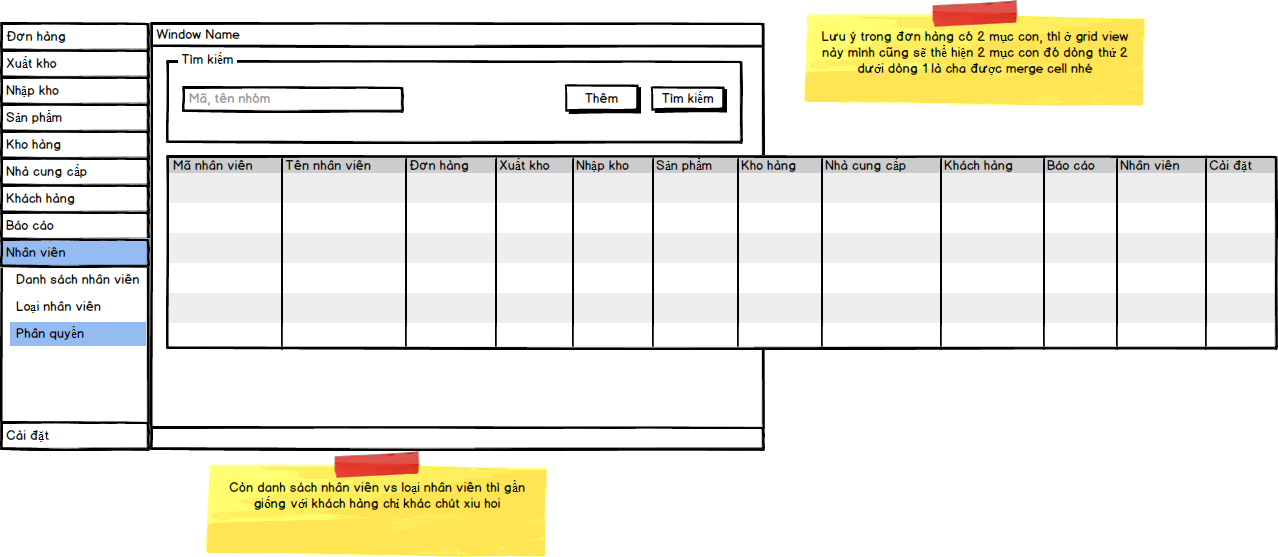 Đơn hàng
Xuất kho
Nhập kho
Sản phẩm
Kho hàng
Nhà cung cấp
Khách hàng
Báo cáo
Nhân viên
Danh sách nhân viên
Loại nhân viên
Phân quyền
Cài đặt
Window Name
Tìm kiếm
Mã, tên nhóm
Thêm
Tìm kiếm
Mã nhân viên
Tên nhân viên
Đơn hàng
Xuất kho
Nhập kho
Sản phẩm
Kho hàng
Nhà cung cấp
Khách hàng
Báo cáo
Nhân viên
Cài đặt
Lưu ý trong đơn hàng có 2 mục con, thì ở grid view
này mình cũng sẽ thể hiện 2 mục con đó dòng thứ 2
dưới dòng 1 là cha được merge cell nhé
Còn danh sách nhân viên vs loại nhân viên thì gần
giống với khách hàng chỉ khác chút xiu hoi